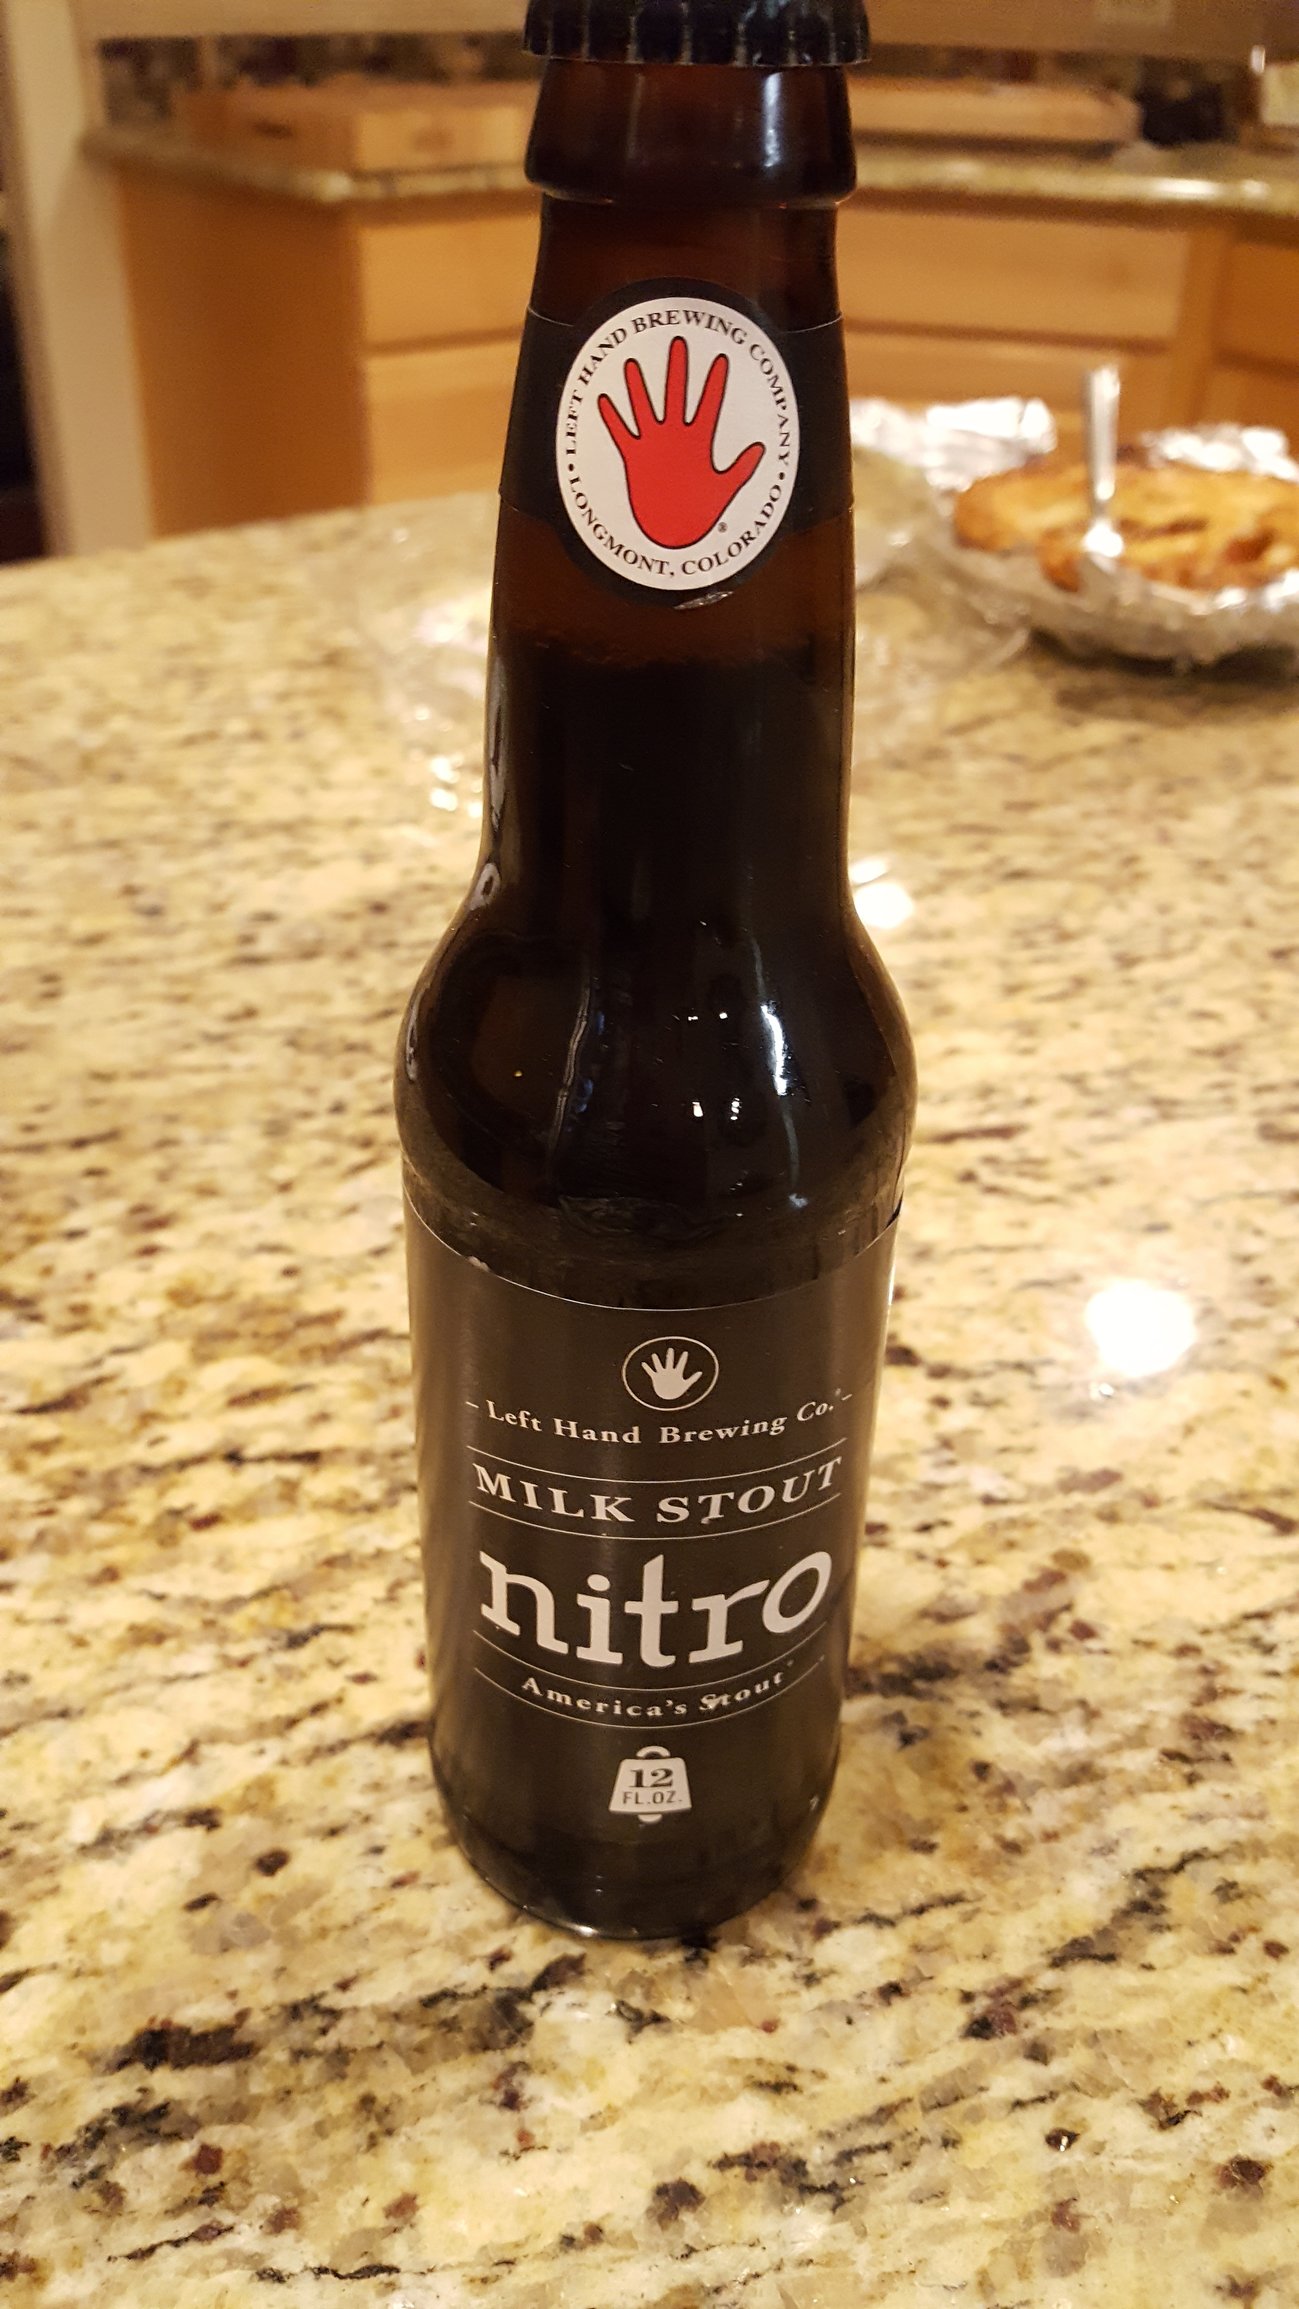 • LEFT HAND BREWING COMPANY •
LONGMONT, COLORADO
®
- Left Hand Brewing Co.® -
MILK STOUT
nitro
America's Stout®
12
FL.OZ.